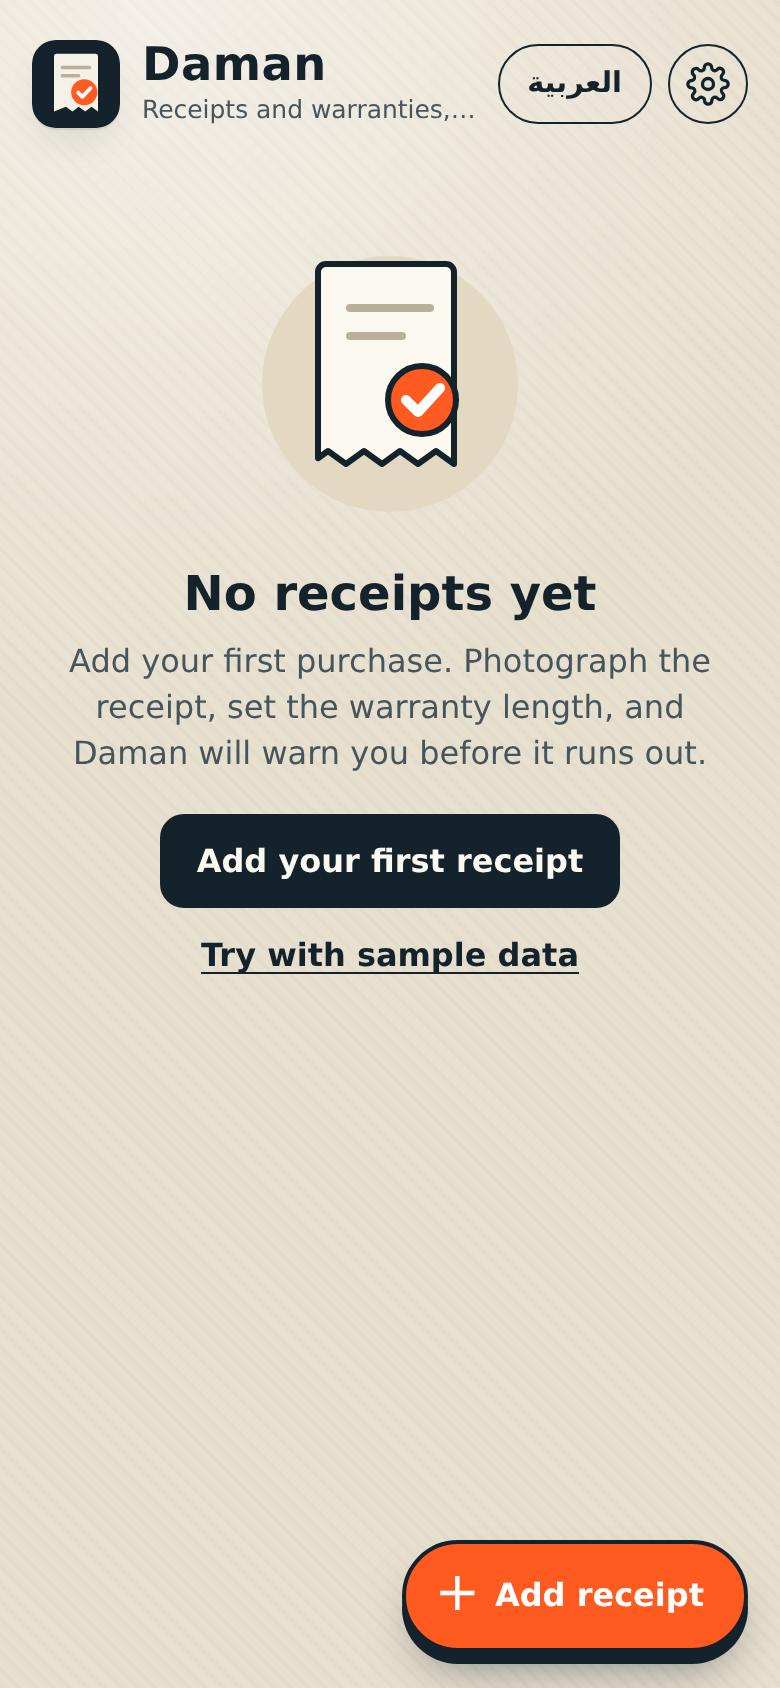 Daman
Receipts and warranties,...
العربية
No receipts yet
Add your first purchase. Photograph the
receipt, set the warranty length, and
Daman will warn you before it runs out.
Add your first receipt
Try with sample data
Add receipt